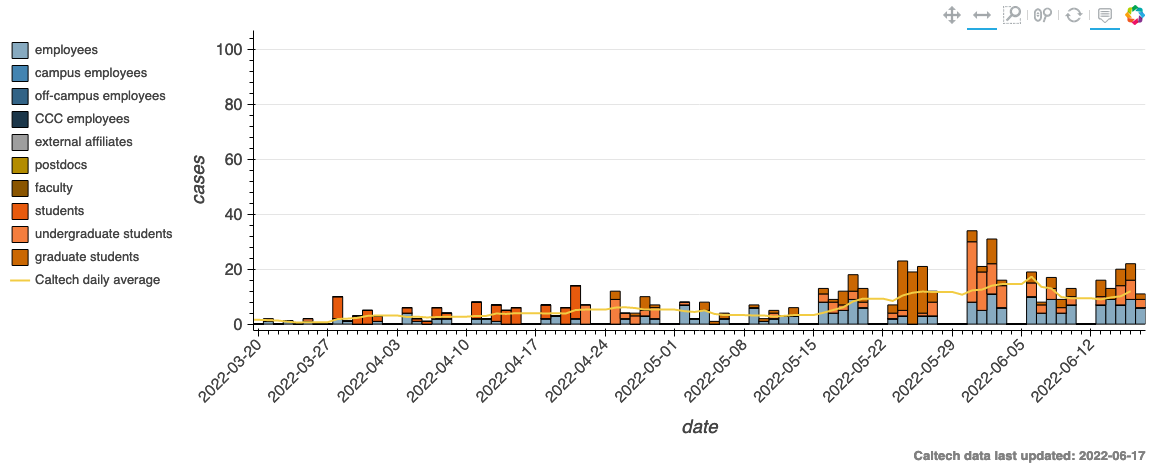 employees
campus employees
off-campus employees
CCC employees
external affiliates
postdocs
faculty
students
undergraduate students
graduate students
Caltech daily average
cases
100
80
60
40
20
0
2022-03-20
2022-03-27
2022-04-03
2022-04-10
2022-04-17
2022-04-24
2022-05-01
2022-05-08
2022-05-15
2022-05-22
2022-05-29
2022-06-05
2022-06-12
date
Caltech data last updated: 2022-06-17